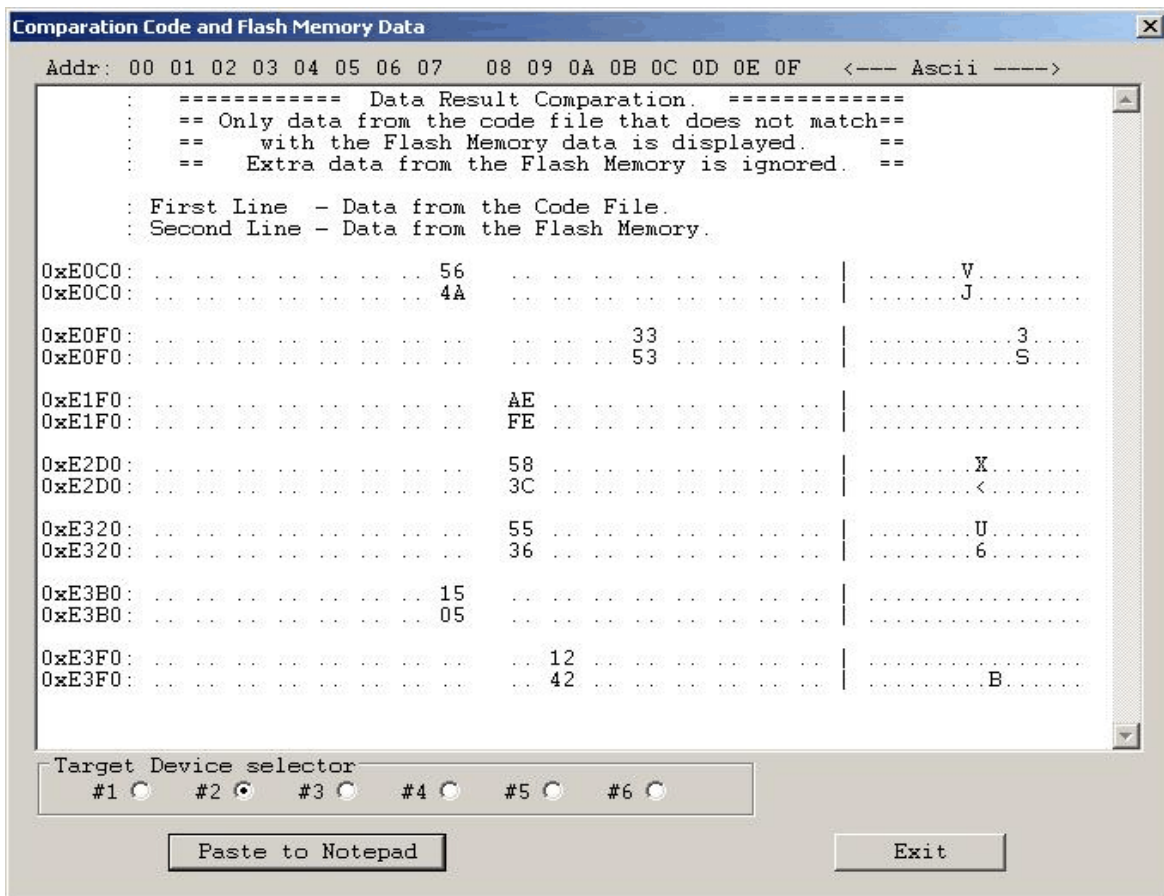 Comparation Code and Flash Memory Data
Addr: 00 01 02 03 04 05 06 07 08 09 0A 0B 0C 0D 0E 0F <--- Ascii ---->
: ============ Data Result Comparation. =============
: == Only data from the code file that does not match==
: == with the Flash Memory data is displayed. ==
: == Extra data from the Flash Memory is ignored. ==
: First Line - Data from the Code File.
: Second Line - Data from the Flash Memory.
0xE0C0: .. .. .. .. .. .. .. 56 .. .. .. .. .. .. .. .. | .......V........
0xE0C0: .. .. .. .. .. .. .. 4A .. .. .. .. .. .. .. .. | .......J........
0xE0F0: .. .. .. .. .. .. .. .. .. .. .. 33 .. .. .. .. | ...........3....
0xE0F0: .. .. .. .. .. .. .. .. .. .. .. 53 .. .. .. .. | ...........S....
0xE1F0: .. .. .. .. .. .. .. .. AE .. .. .. .. .. .. .. | ................
0xE1F0: .. .. .. .. .. .. .. .. FE .. .. .. .. .. .. .. | ................
0xE2D0: .. .. .. .. .. .. .. .. 58 .. .. .. .. .. .. .. | ........X.......
0xE2D0: .. .. .. .. .. .. .. .. 3C .. .. .. .. .. .. .. | ........<.......
0xE320: .. .. .. .. .. .. .. .. 55 .. .. .. .. .. .. .. | ........U.......
0xE320: .. .. .. .. .. .. .. .. 36 .. .. .. .. .. .. .. | ........6.......
0xE3B0: .. .. .. .. .. .. .. 15 .. .. .. .. .. .. .. .. | ................
0xE3B0: .. .. .. .. .. .. .. 05 .. .. .. .. .. .. .. .. | ................
0xE3F0: .. .. .. .. .. .. .. .. .. 12 .. .. .. .. .. .. | ................
0xE3F0: .. .. .. .. .. .. .. .. .. 42 .. .. .. .. .. .. | .........B......
Target Device selector
#1 #2 #3 #4 #5 #6
Paste to Notepad Exit